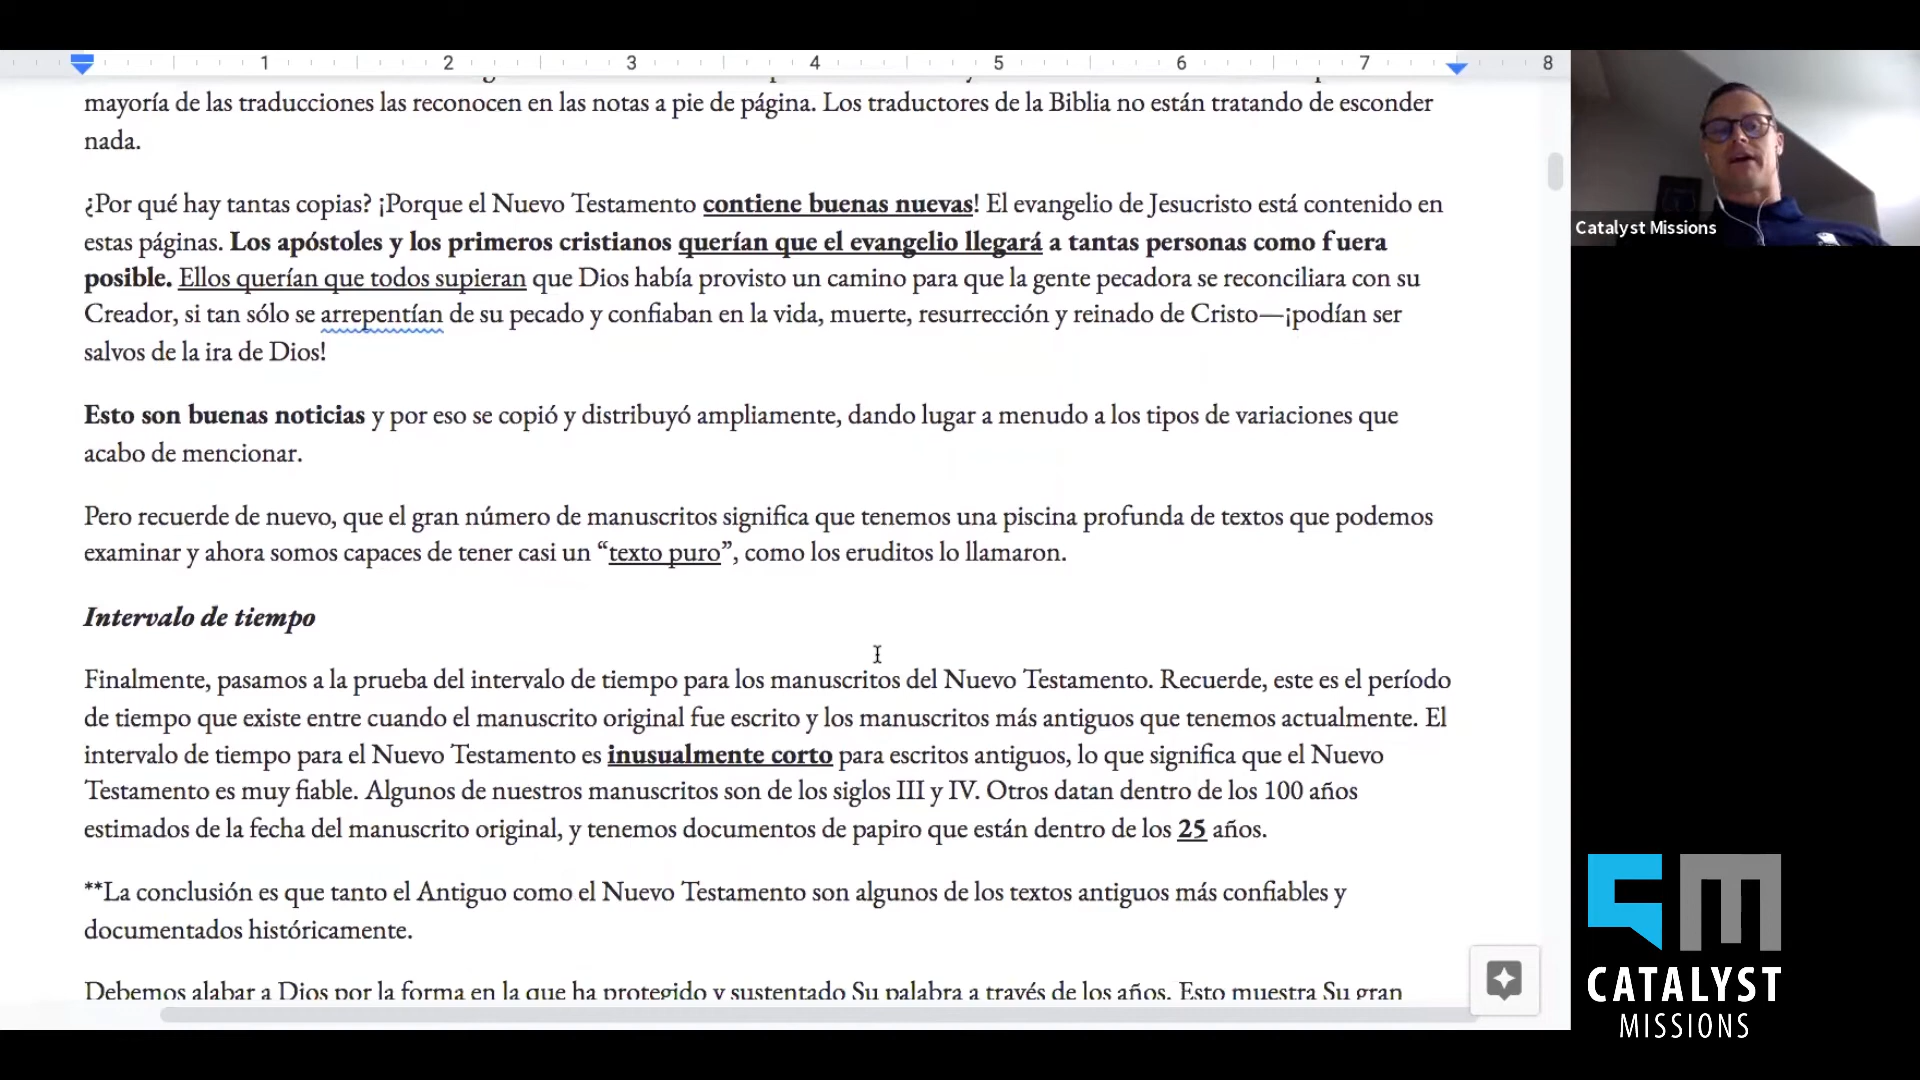 1 2 3 4 5 6 7 8
mayoría de las traducciones las reconocen en las notas a pie de página. Los traductores de la Biblia no están tratando de esconder
nada.
¿Por qué hay tantas copias? ¡Porque el Nuevo Testamento contiene buenas nuevas! El evangelio de Jesucristo está contenido en
estas páginas. Los apóstoles y los primeros cristianos querían que el evangelio llegará a tantas personas como fuera
posible. Ellos querían que todos supieran que Dios había provisto un camino para que la gente pecadora se reconciliara con su
Creador, si tan sólo se arrepentían de su pecado y confiaban en la vida, muerte, resurrección y reinado de Cristo—¡podían ser
salvos de la ira de Dios!
Esto son buenas noticias y por eso se copió y distribuyó ampliamente, dando lugar a menudo a los tipos de variaciones que
acabo de mencionar.
Pero recuerde de nuevo, que el gran número de manuscritos significa que tenemos una piscina profunda de textos que podemos
examinar y ahora somos capaces de tener casi un “texto puro”, como los eruditos lo llamaron.
Intervalo de tiempo
Finalmente, pasamos a la prueba del intervalo de tiempo para los manuscritos del Nuevo Testamento. Recuerde, este es el período
de tiempo que existe entre cuando el manuscrito original fue escrito y los manuscritos más antiguos que tenemos actualmente. El
intervalo de tiempo para el Nuevo Testamento es inusualmente corto para escritos antiguos, lo que significa que el Nuevo
Testamento es muy fiable. Algunos de nuestros manuscritos son de los siglos III y IV. Otros datan dentro de los 100 años
estimados de la fecha del manuscrito original, y tenemos documentos de papiro que están dentro de los 25 años.
**La conclusión es que tanto el Antiguo como el Nuevo Testamento son algunos de los textos antiguos más confiables y
documentados históricamente.
Debemos alabar a Dios por la forma en la que ha protegido y sustentado Su palabra a través de los años. Esto muestra Su gran
Catalyst Missions
CATALYST
MISSIONS